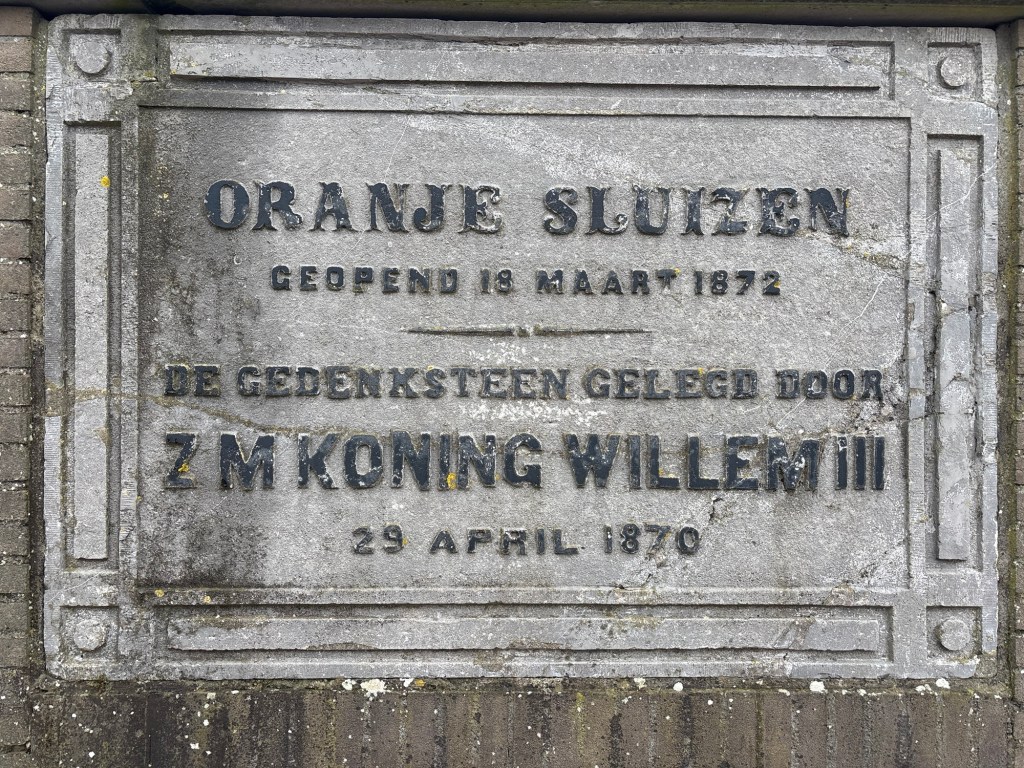 ORANJE SLUIZEN
GEOPEND 18 MAART 1872
DE GEDENKSTEEN GELEGD DOOR
Z M KONING WILLEM III
29 APRIL 1870